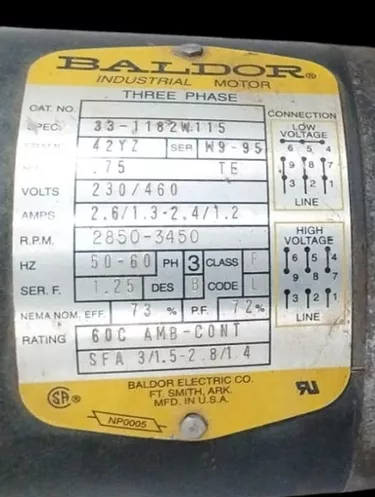 BALDOR®
INDUSTRIAL MOTOR
THREE PHASE
CAT. NO.
SPEC. 33-1182W115
42YZ SER. W9-95
.75 TE
VOLTS 230/460
AMPS 2.6/1.3-2.4/1.2
R.P.M. 2850-3450
HZ 50-60 PH 3 CLASS F
SER. F. 1.25 DES B CODE L
NEMA NOM. EFF 73 % P.F. 72%
RATING 60C AMB-CONT
SFA 3/1.5-2.8/1.4
CONNECTION
LOW
VOLTAGE
6 5 4
9 8 7
3 2 1
LINE
HIGH
VOLTAGE
6 5 4
9 8 7
3 2 1
LINE
BALDOR ELECTRIC CO.
FT. SMITH, ARK.
MFD. IN U.S.A.
SA®
NP0005